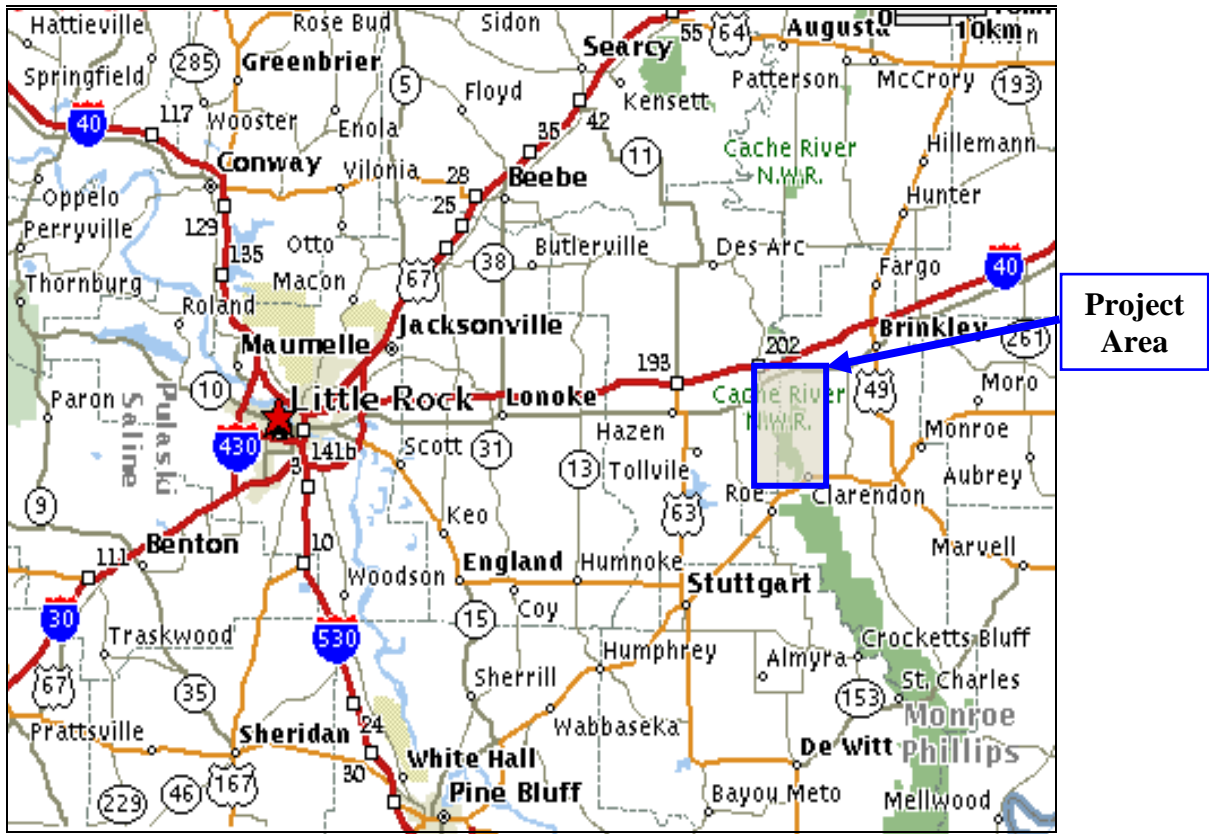 Hattieville
Rose Bud
Sidon
55
64
Augusta
0
10km
Searcy
285
Greenbrier
Springfield
5
Floyd
Kensett
Patterson
McCrory
193
40
117
Wooster
Enola
42
35
11
Cache River
N.W.R.
Hillemann
Conway
Vilonia
28
Beebe
Oppelo
25
Hunter
Perryville
129
Otto
Butlerville
Des Arc
135
Macon
67
38
Fargo
40
Thornburg
Roland
Jacksonville
Project
Area
Maumelle
193
202
Brinkley
261
10
Little Rock
Lonoke
Cache River
N.W.R.
49
Moro
Paron
Pulaski
Saline
430
141b
3
Scott
31
Hazen
13
Tollvile
Monroe
Aubrey
9
Roe
Clarendon
Keo
63
111
Benton
10
England
Humnoke
Marvell
Woodson
Coy
Stuttgart
30
Traskwood
530
15
Humphrey
Crocketts Bluff
Almyra
67
35
Sherrill
153
St. Charles
Prattsville
Sheridan
24
Wabbaseka
Monroe
Phillips
De Witt
30
White Hall
167
46
229
Pine Bluff
Bayou Meto
Mellwood